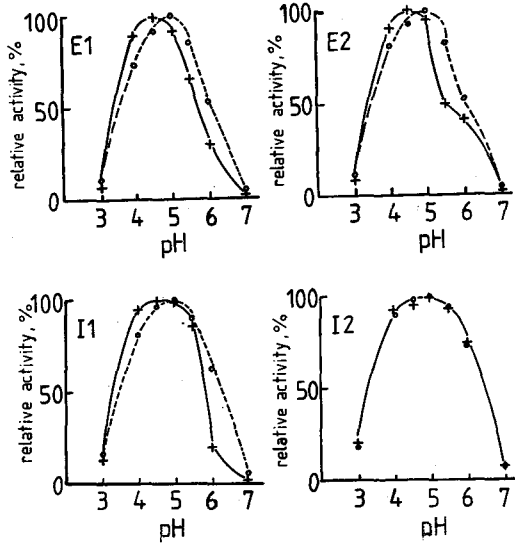 E1
relative activity, %
100
50
0
3 4 5 6 7
pH
E2
relative activity, %
100
50
0
3 4 5 6 7
pH
I1
relative activity, %
100
50
0
3 4 5 6 7
pH
I2
relative activity, %
100
50
0
3 4 5 6 7
pH